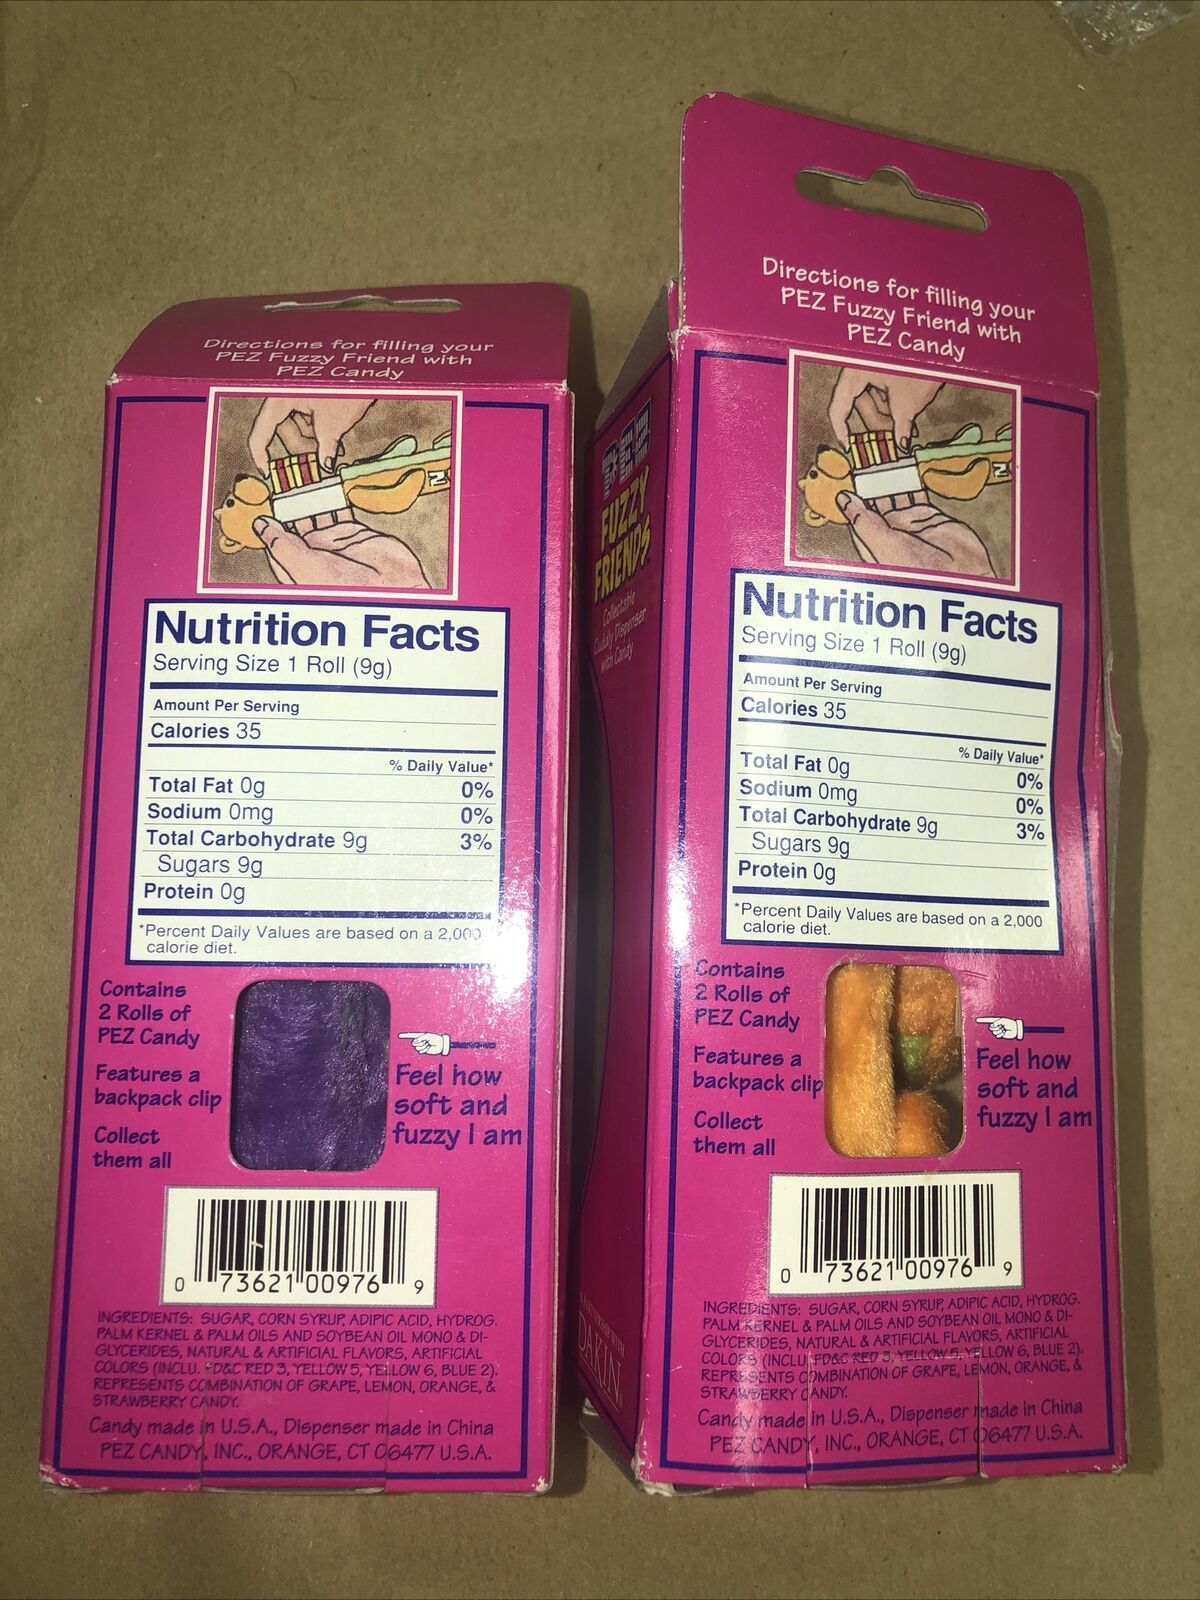 Directions for filling your
PEZ Fuzzy Friend with
PEZ Candy
Nutrition Facts
Serving Size 1 Roll (9g)
Amount Per Serving
Calories 35
% Daily Value*
Total Fat 0g 0%
Sodium 0mg 0%
Total Carbohydrate 9g 3%
Sugars 9g
Protein 0g
*Percent Daily Values are based on a 2,000
calorie diet.
Contains
2 Rolls of
PEZ Candy
Features a
backpack clip
Collect
them all
Feel how
soft and
fuzzy I am
0 73621 00976 9
INGREDIENTS: SUGAR, CORN SYRUP, ADIPIC ACID, HYDROG.
PALM KERNEL & PALM OILS AND SOYBEAN OIL MONO & DI-
GLYCERIDES, NATURAL & ARTIFICIAL FLAVORS, ARTIFICIAL
COLORS (INCLU. FD&C RED 3, YELLOW 5, YELLOW 6, BLUE 2).
REPRESENTS COMBINATION OF GRAPE, LEMON, ORANGE, &
STRAWBERRY CANDY.
Candy made in U.S.A., Dispenser made in China
PEZ CANDY, INC., ORANGE, CT 06477 U.S.A.
PEZ
FUZZY
FRIENDS
Collectable
Cuddly Dispenser
with Candy
DAKIN
Directions for filling your
PEZ Fuzzy Friend with
PEZ Candy
Nutrition Facts
Serving Size 1 Roll (9g)
Amount Per Serving
Calories 35
% Daily Value*
Total Fat 0g 0%
Sodium 0mg 0%
Total Carbohydrate 9g 3%
Sugars 9g
Protein 0g
*Percent Daily Values are based on a 2,000
calorie diet.
Contains
2 Rolls of
PEZ Candy
Features a
backpack clip
Collect
them all
Feel how
soft and
fuzzy I am
0 73621 00976 9
INGREDIENTS: SUGAR, CORN SYRUP, ADIPIC ACID, HYDROG.
PALM KERNEL & PALM OILS AND SOYBEAN OIL MONO & DI-
GLYCERIDES, NATURAL & ARTIFICIAL FLAVORS, ARTIFICIAL
COLORS (INCLU. FD&C RED 3, YELLOW 5, YELLOW 6, BLUE 2).
REPRESENTS COMBINATION OF GRAPE, LEMON, ORANGE, &
STRAWBERRY CANDY.
Candy made in U.S.A., Dispenser made in China
PEZ CANDY, INC., ORANGE, CT 06477 U.S.A.